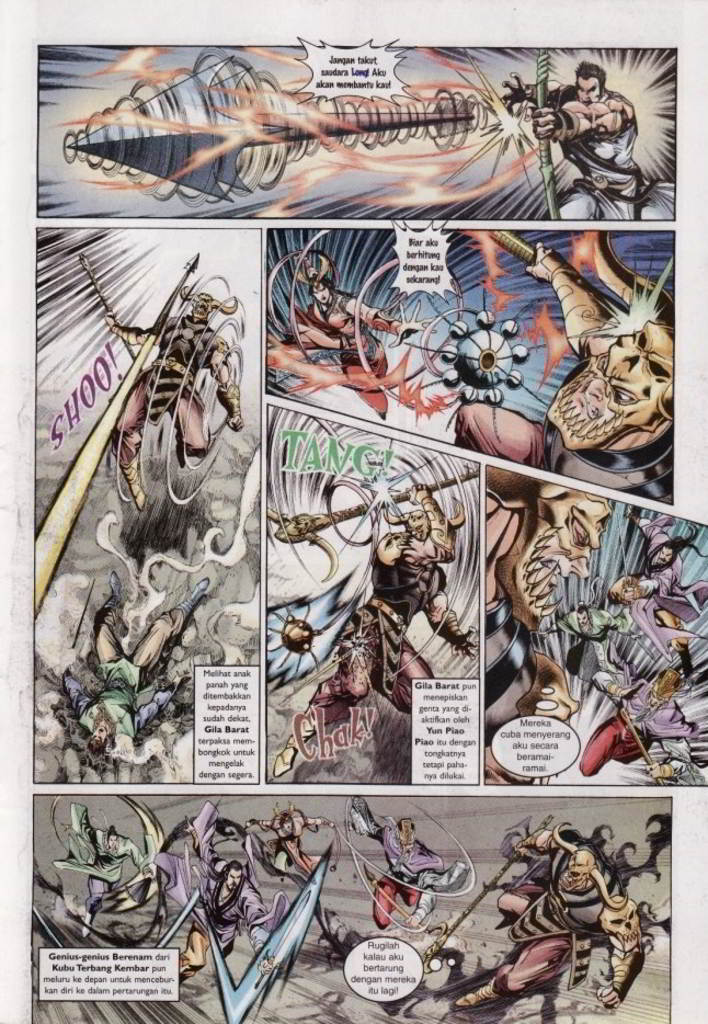 Jangan takut,
saudara Long! Aku
akan membantu kau!
SHOO!
Melihat anak
panah yang
ditembakkan
kepadanya
sudah dekat,
Gila Barat
terpaksa mem-
bongkok untuk
mengelak
dengan segera.
Biar aku
berhitung
dengan kau
sekarang!
TANG!
Chak!
Gila Barat pun
menepiskan
genta yang di-
aktifkan oleh
Yun Piao
Piao itu dengan
tongkatnya
tetapi paha-
nya dilukai.
Mereka
cuba menyerang
aku secara
beramai-
ramai.
Genius-genius Berenam dari
Kubu Terbang Kembar pun
meluru ke depan untuk mencebur-
kan diri ke dalam pertarungan itu.
Rugilah
kalau aku
bertarung
dengan mereka
itu lagi!